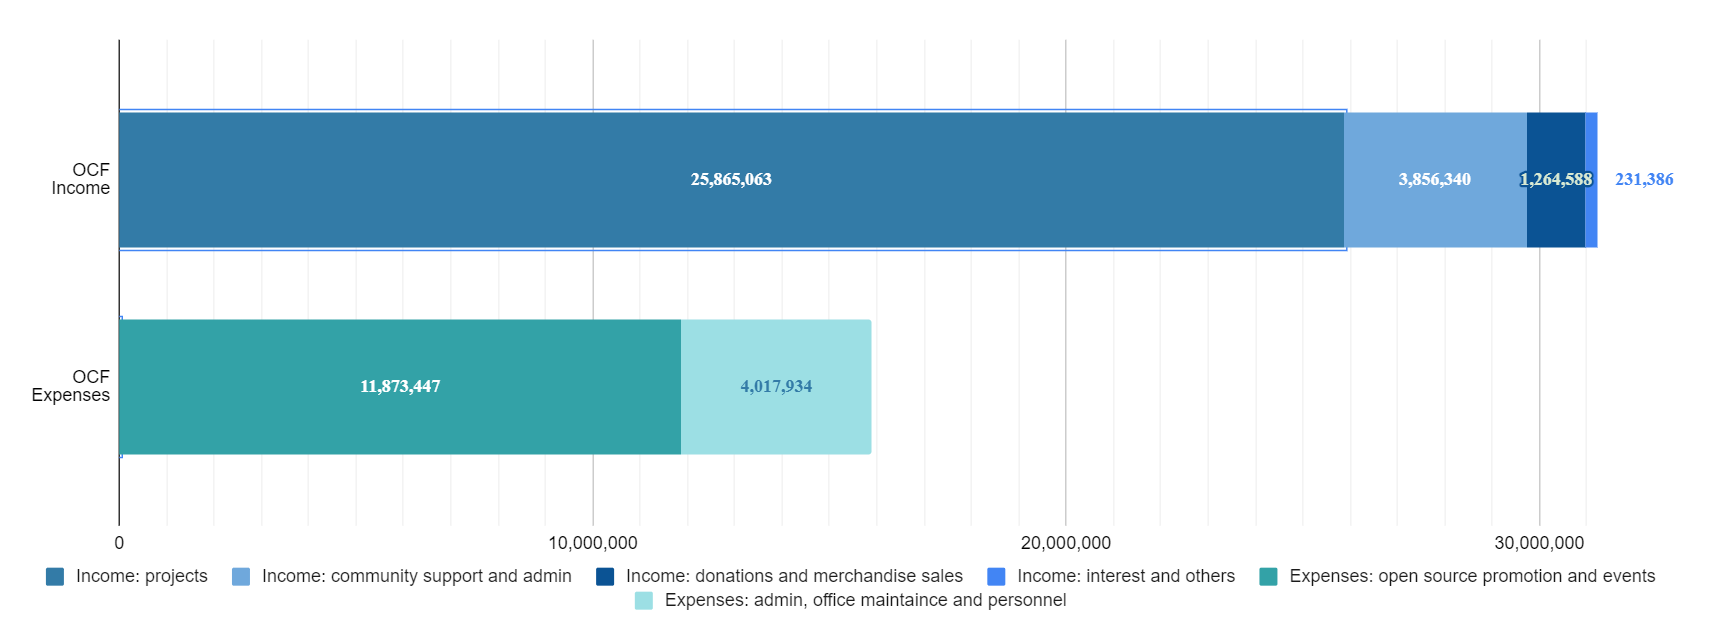 OCF
Income
25,865,063
3,856,340
1,264,588
231,386
OCF
Expenses
11,873,447
4,017,934
0
10,000,000
20,000,000
30,000,000
Income: projects
Income: community support and admin
Income: donations and merchandise sales
Income: interest and others
Expenses: open source promotion and events
Expenses: admin, office maintaince and personnel